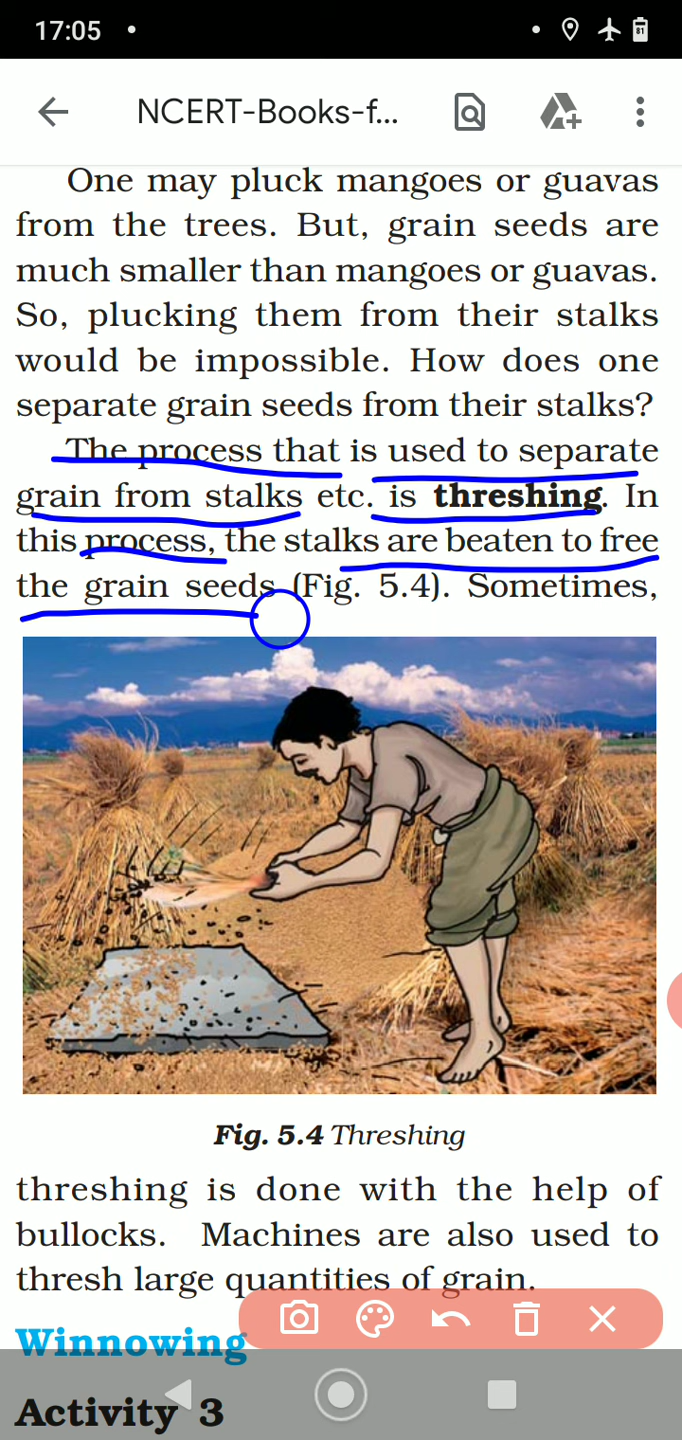 17:05
81
NCERT-Books-f...
One may pluck mangoes or guavas
from the trees. But, grain seeds are
much smaller than mangoes or guavas.
So, plucking them from their stalks
would be impossible. How does one
separate grain seeds from their stalks?
The process that is used to separate
grain from stalks etc. is threshing. In
this process, the stalks are beaten to free
the grain seeds (Fig. 5.4). Sometimes,
Fig. 5.4 Threshing
threshing is done with the help of
bullocks. Machines are also used to
thresh large quantities of grain.
Winnowing
Activity 3